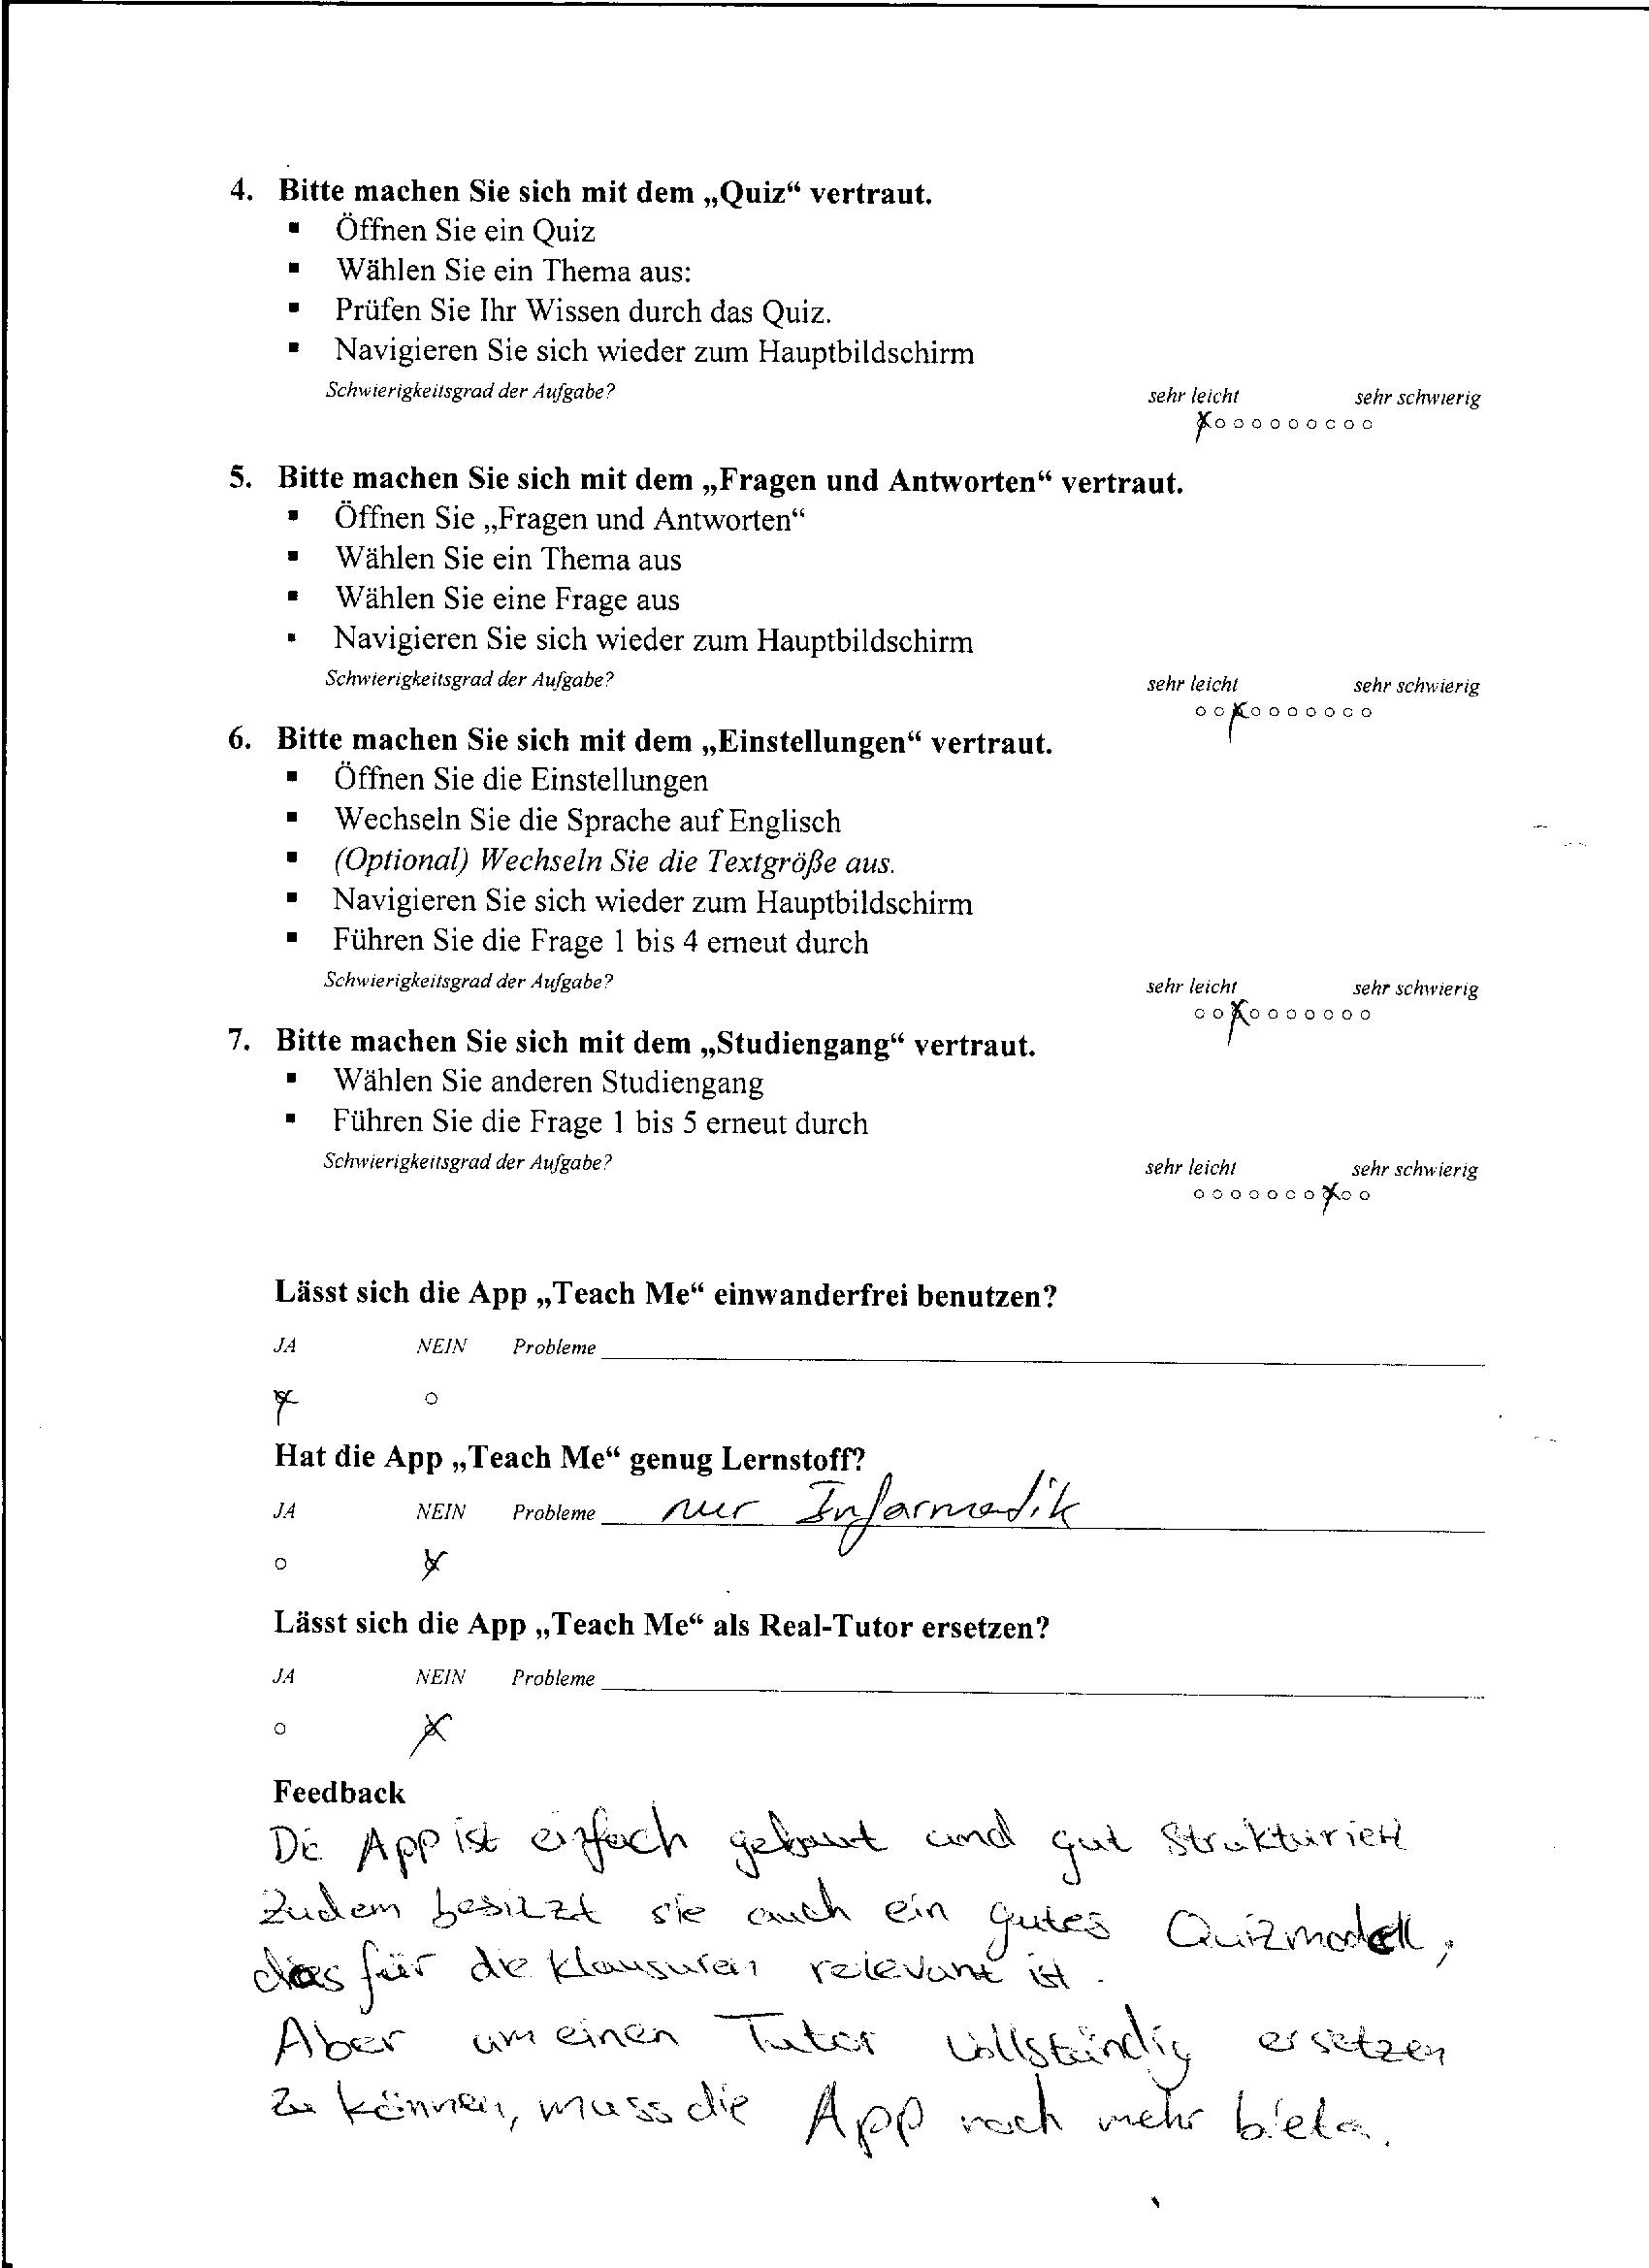 4. Bitte machen Sie sich mit dem „Quiz“ vertraut.
▪ Öffnen Sie ein Quiz
▪ Wählen Sie ein Thema aus:
▪ Prüfen Sie Ihr Wissen durch das Quiz.
▪ Navigieren Sie sich wieder zum Hauptbildschirm
Schwierigkeitsgrad der Aufgabe? sehr leicht sehr schwierig
5. Bitte machen Sie sich mit dem „Fragen und Antworten“ vertraut.
▪ Öffnen Sie „Fragen und Antworten“
▪ Wählen Sie ein Thema aus
▪ Wählen Sie eine Frage aus
▪ Navigieren Sie sich wieder zum Hauptbildschirm
Schwierigkeitsgrad der Aufgabe? sehr leicht sehr schwierig
6. Bitte machen Sie sich mit dem „Einstellungen“ vertraut.
▪ Öffnen Sie die Einstellungen
▪ Wechseln Sie die Sprache auf Englisch
▪ (Optional) Wechseln Sie die Textgröße aus.
▪ Navigieren Sie sich wieder zum Hauptbildschirm
▪ Führen Sie die Frage 1 bis 4 erneut durch
Schwierigkeitsgrad der Aufgabe? sehr leicht sehr schwierig
7. Bitte machen Sie sich mit dem „Studiengang“ vertraut.
▪ Wählen Sie anderen Studiengang
▪ Führen Sie die Frage 1 bis 5 erneut durch
Schwierigkeitsgrad der Aufgabe? sehr leicht sehr schwierig
Lässt sich die App „Teach Me“ einwanderfrei benutzen?
JA NEIN Probleme
Hat die App „Teach Me“ genug Lernstoff?
JA NEIN Probleme nur Informatik
Lässt sich die App „Teach Me“ als Real-Tutor ersetzen?
JA NEIN Probleme
Feedback
Die App ist einfach gebaut und gut Strukturiert
Zudem besitzt sie auch ein gutes Quizmodell,
das für die Klausuren relevant ist.
Aber um einen Tutor vollständig ersetzen
zu können, muss die App noch mehr bieten.